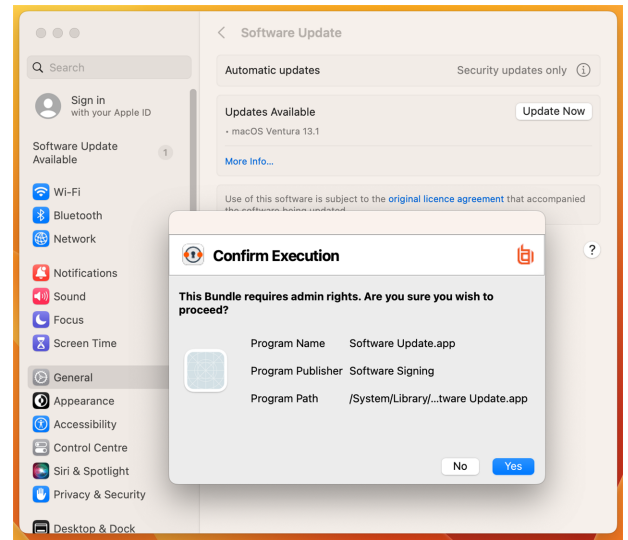 Software Update
Search
Automatic updates
Security updates only
Sign in
with your Apple ID
Updates Available
Update Now
• macOS Ventura 13.1
Software Update
Available
1
More Info...
Wi-Fi
Use of this software is subject to the original licence agreement that accompanied
the software being updated.
Bluetooth
Network
?
Notifications
Sound
Focus
Screen Time
General
Appearance
Accessibility
Control Centre
Siri & Spotlight
Privacy & Security
Desktop & Dock
Confirm Execution
This Bundle requires admin rights. Are you sure you wish to
proceed?
Program Name Software Update.app
Program Publisher Software Signing
Program Path /System/Library/...tware Update.app
No
Yes